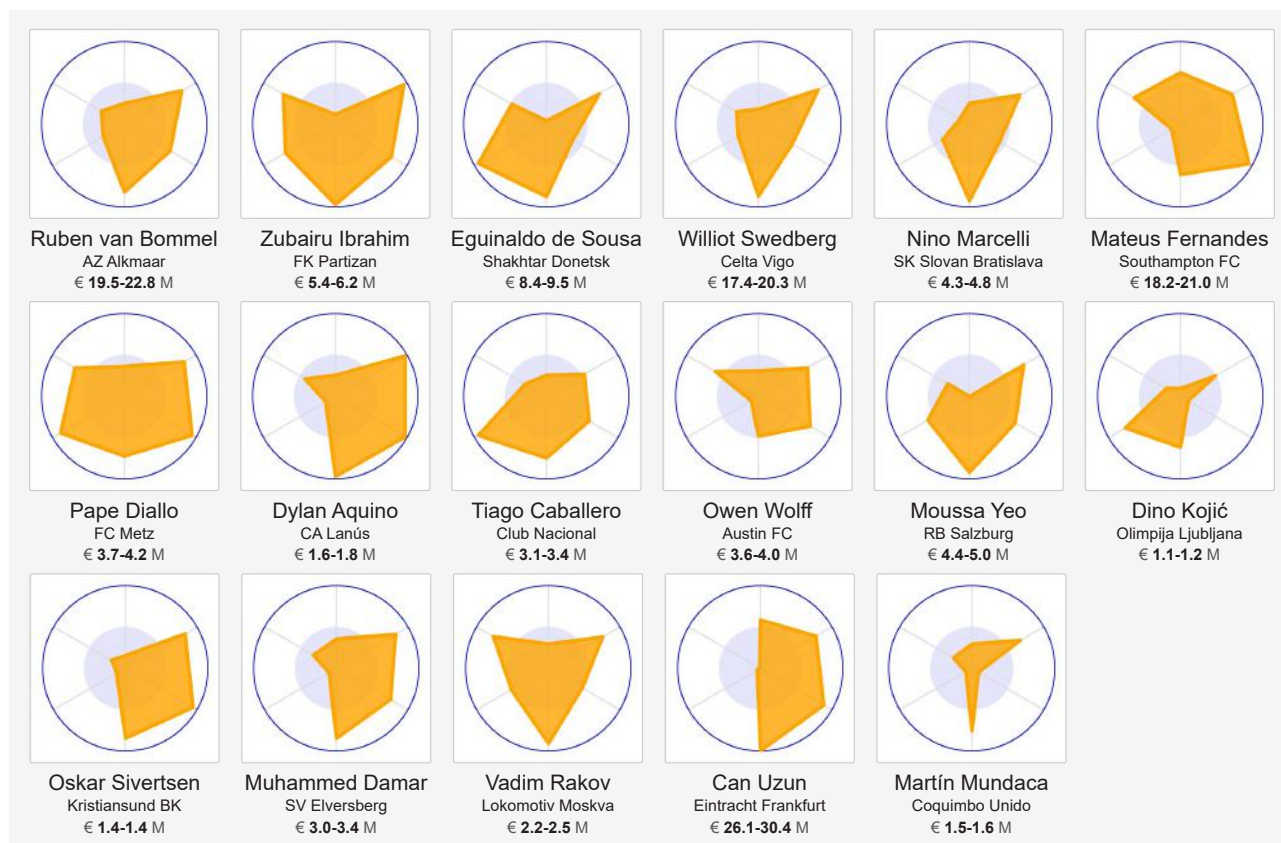 Ruben van Bommel
AZ Alkmaar
€ 19.5-22.8 M
Zubairu Ibrahim
FK Partizan
€ 5.4-6.2 M
Eguinaldo de Sousa
Shakhtar Donetsk
€ 8.4-9.5 M
Williot Swedberg
Celta Vigo
€ 17.4-20.3 M
Nino Marcelli
SK Slovan Bratislava
€ 4.3-4.8 M
Mateus Fernandes
Southampton FC
€ 18.2-21.0 M
Pape Diallo
FC Metz
€ 3.7-4.2 M
Dylan Aquino
CA Lanús
€ 1.6-1.8 M
Tiago Caballero
Club Nacional
€ 3.1-3.4 M
Owen Wolff
Austin FC
€ 3.6-4.0 M
Moussa Yeo
RB Salzburg
€ 4.4-5.0 M
Dino Kojić
Olimpija Ljubljana
€ 1.1-1.2 M
Oskar Sivertsen
Kristiansund BK
€ 1.4-1.4 M
Muhammed Damar
SV Elversberg
€ 3.0-3.4 M
Vadim Rakov
Lokomotiv Moskva
€ 2.2-2.5 M
Can Uzun
Eintracht Frankfurt
€ 26.1-30.4 M
Martín Mundaca
Coquimbo Unido
€ 1.5-1.6 M